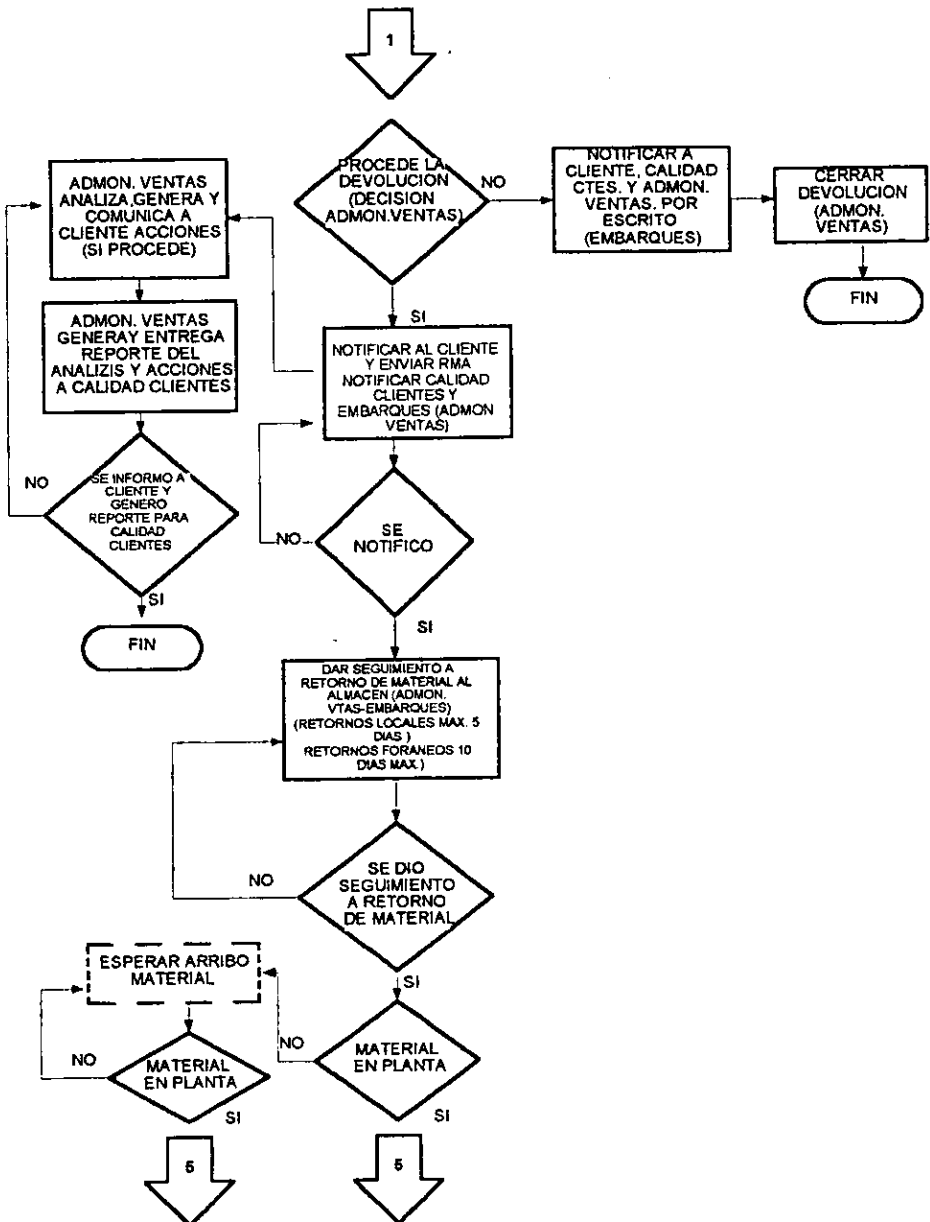 1
PROCEDE LA
DEVOLUCION
(DECISION
ADMON.VENTAS)
NO
NOTIFICAR A
CLIENTE, CALIDAD
CTES. Y ADMON.
VENTAS. POR
ESCRITO
(EMBARQUES)
CERRAR
DEVOLUCION
(ADMON.
VENTAS)
FIN
ADMON. VENTAS
ANALIZA,GENERA Y
COMUNICA A
CLIENTE ACCIONES
(SI PROCEDE)
ADMON. VENTAS
GENERAY ENTREGA
REPORTE DEL
ANALIZIS Y ACCIONES
A CALIDAD CLIENTES
NO
SE INFORMO A
CLIENTE Y
GENERO
REPORTE PARA
CALIDAD
CLIENTES
SI
FIN
SI
NOTIFICAR AL CLIENTE
Y ENVIAR RMA
NOTIFICAR CALIDAD
CLIENTES Y
EMBARQUES (ADMON
VENTAS)
NO
SE
NOTIFICO
SI
DAR SEGUIMIENTO A
RETORNO DE MATERIAL AL
ALMACEN (ADMON.
VTAS-EMBARQUES)
(RETORNOS LOCALES MAX. 5
DIAS )
RETORNOS FORANEOS 10
DIAS MAX.)
NO
SE DIO
SEGUIMIENTO
A RETORNO
DE MATERIAL
SI
ESPERAR ARRIBO
MATERIAL
NO
MATERIAL
EN PLANTA
SI
NO
MATERIAL
EN PLANTA
SI
5
5